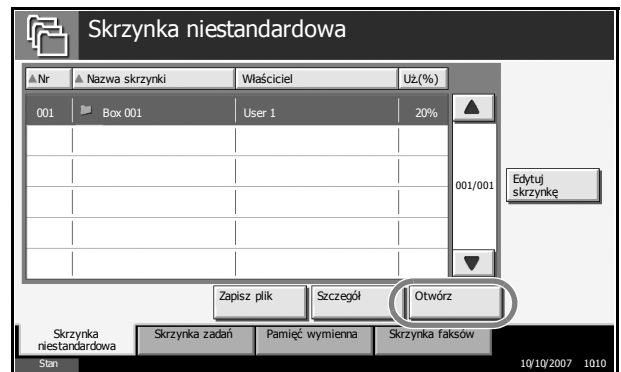 Skrzynka niestandardowa
Nr Nazwa skrzynki Właściciel Uż.(%)
001 Box 001 User 1 20%
001/001
Edytuj
skrzynkę
Zapisz plik Szczegół Otwórz
Skrzynka
niestandardowa
Skrzynka zadań Pamięć wymienna Skrzynka faksów
Stan 10/10/2007 1010